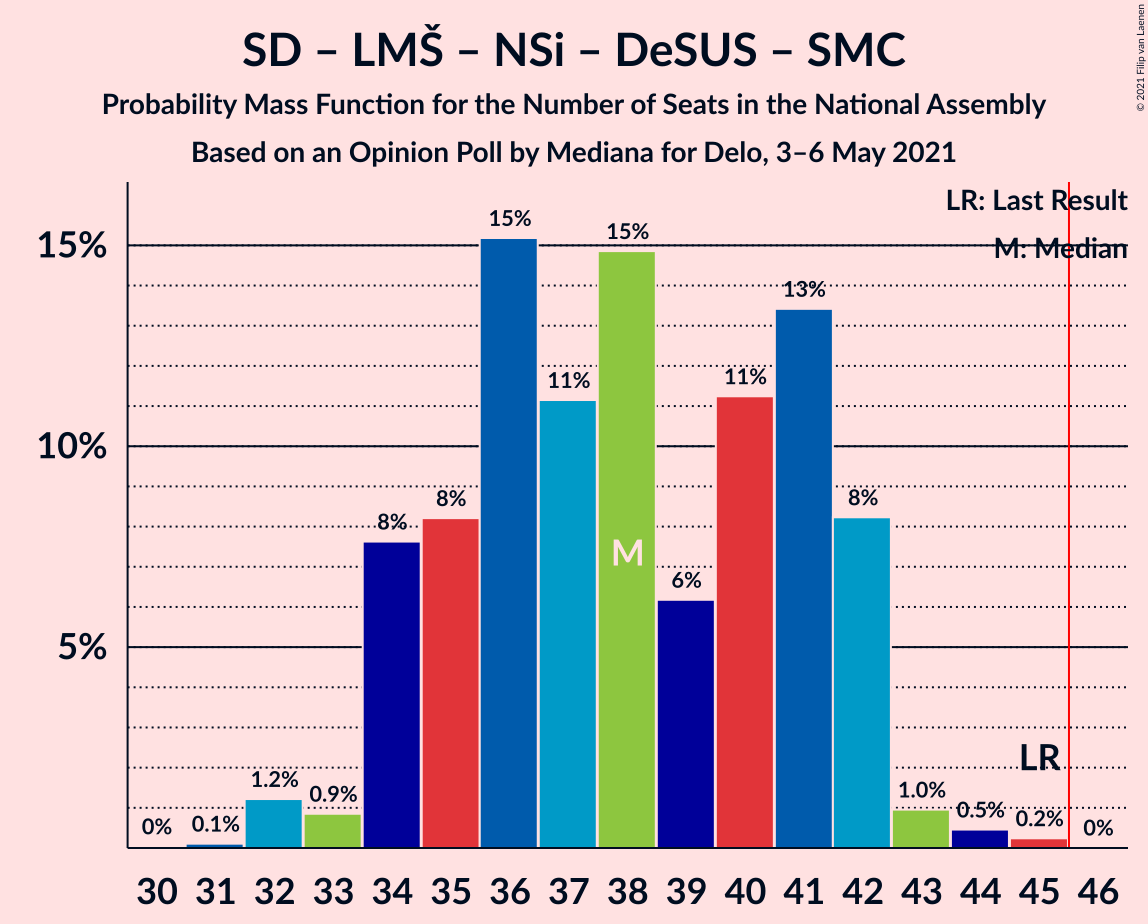 SD – LMŠ – NSi – DeSUS – SMC
Probability Mass Function for the Number of Seats in the National Assembly
Based on an Opinion Poll by Mediana for Delo, 3–6 May 2021
© 2021 Filip van Laenen
LR: Last Result
M: Median
15%
10%
5%
0% 0.1% 1.2% 0.9% 8% 8% 15% 11% 15% 6% 11% 13% 8% 1.0% 0.5% 0.2% 0%
M
LR
30 31 32 33 34 35 36 37 38 39 40 41 42 43 44 45 46